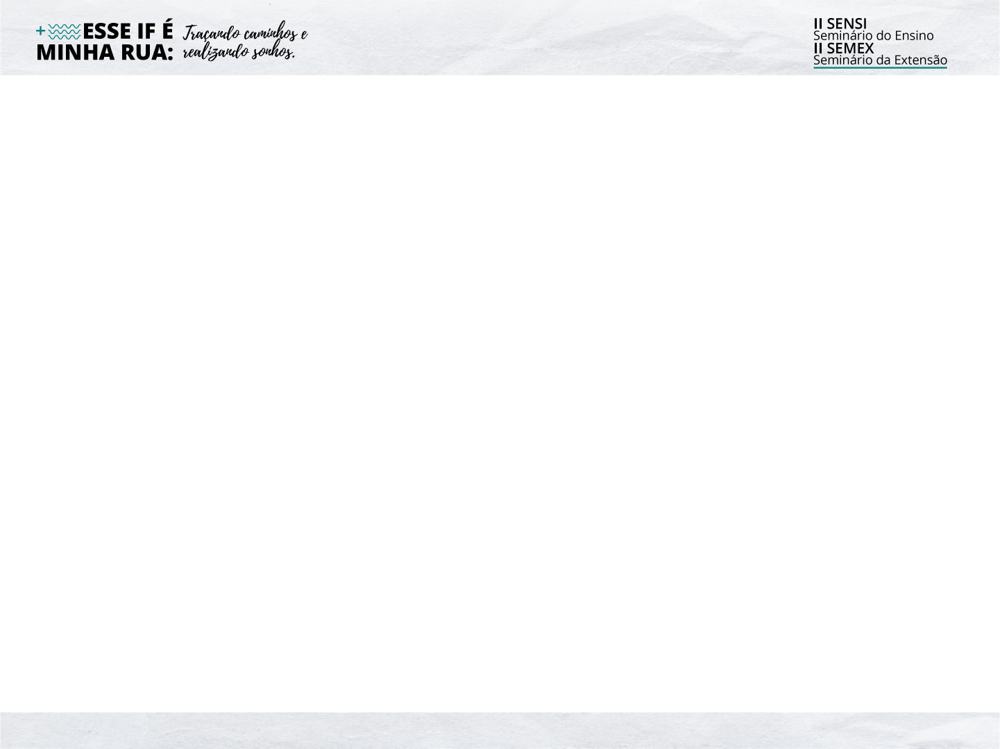 ESSE IF É
MINHA RUA:
Traçando caminhos e
realizando sonhos.
II SENSI
Seminário do Ensino
II SEMEX
Seminário da Extensão